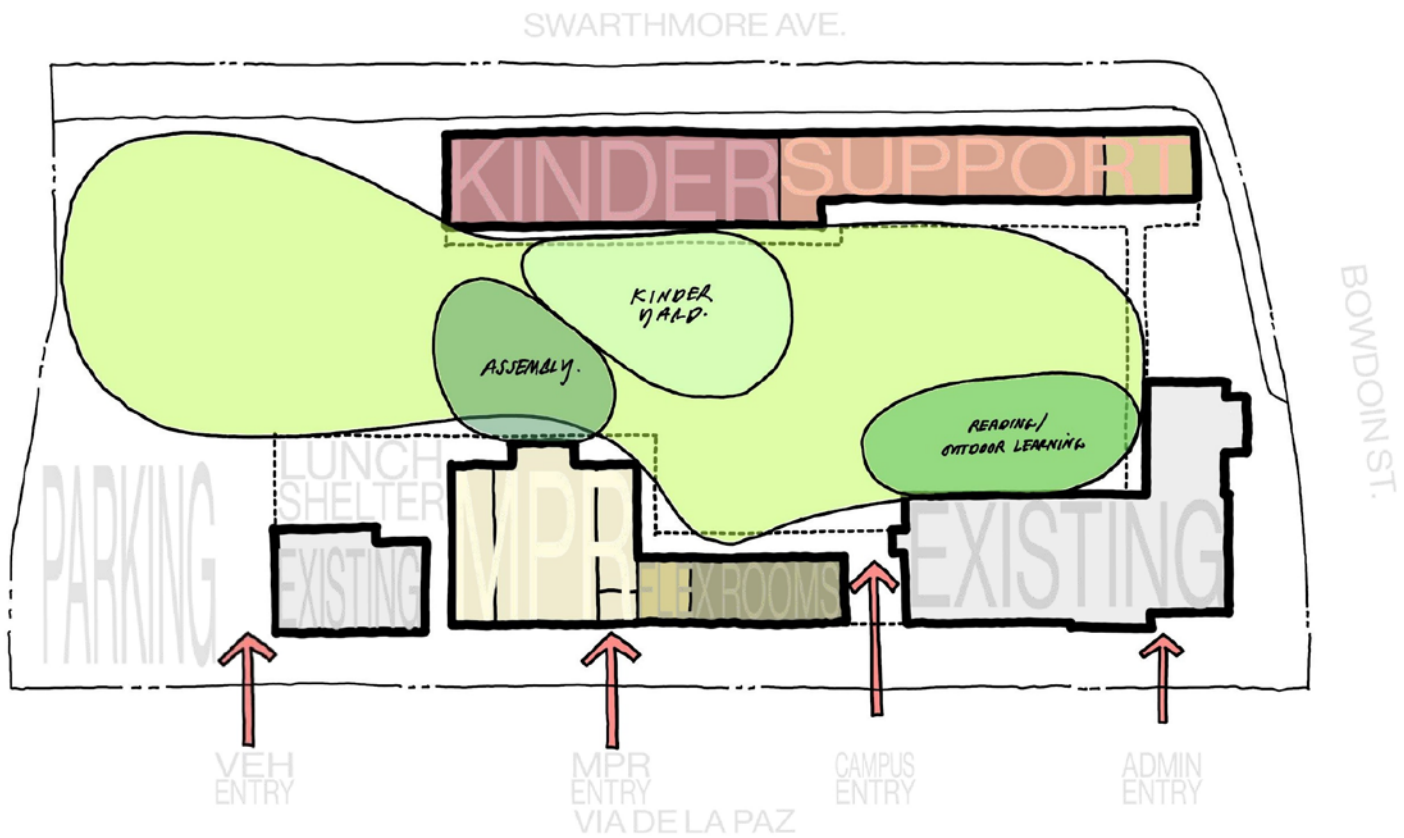 SWARTHMORE AVE.
KINDER
SUPPORT
KINDER
YARD.
ASSEMBLY.
READING/
OUTDOOR LEARNING
BOWDOIN ST.
PARKING
LUNCH
SHELTER
EXISTING
MPR
FLEX ROOMS
EXISTING
VEH
ENTRY
MPR
ENTRY
CAMPUS
ENTRY
ADMIN
ENTRY
VIA DE LA PAZ